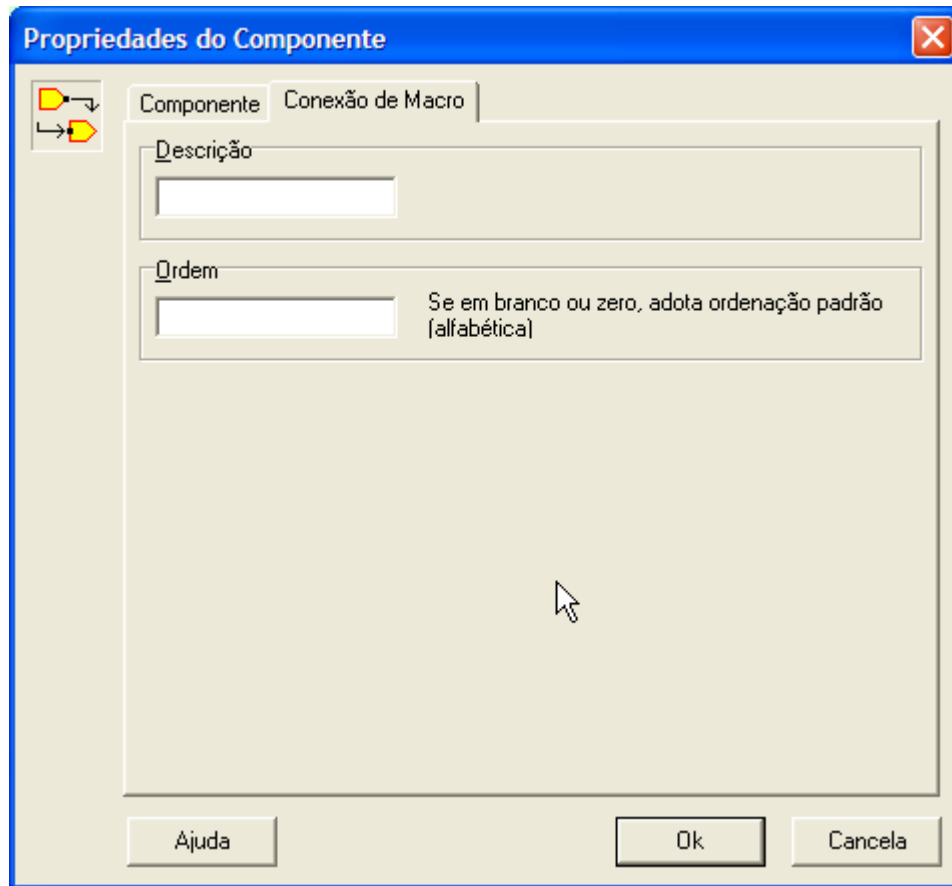 Propriedades do Componente
Componente
Conexão de Macro
Descrição
Ordem
Se em branco ou zero, adota ordenação padrão
(alfabética)
Ajuda
Ok
Cancela